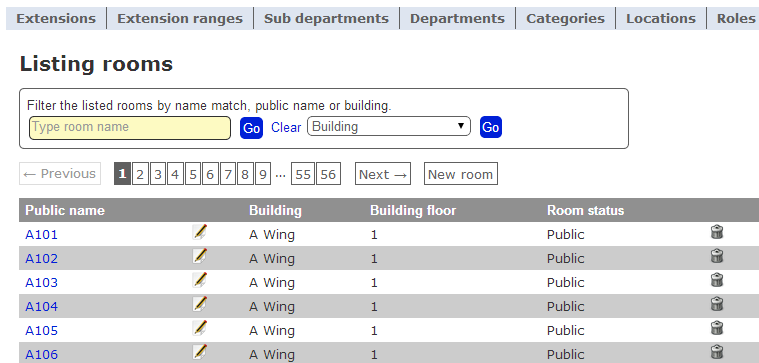 Extensions Extension ranges Sub departments Departments Categories Locations Roles
Listing rooms
Filter the listed rooms by name match, public name or building.
Type room name Go Clear Building Go
← Previous 1 2 3 4 5 6 7 8 9 ... 55 56 Next → New room
Public name Building Building floor Room status
A101 A Wing 1 Public
A102 A Wing 1 Public
A103 A Wing 1 Public
A104 A Wing 1 Public
A105 A Wing 1 Public
A106 A Wing 1 Public